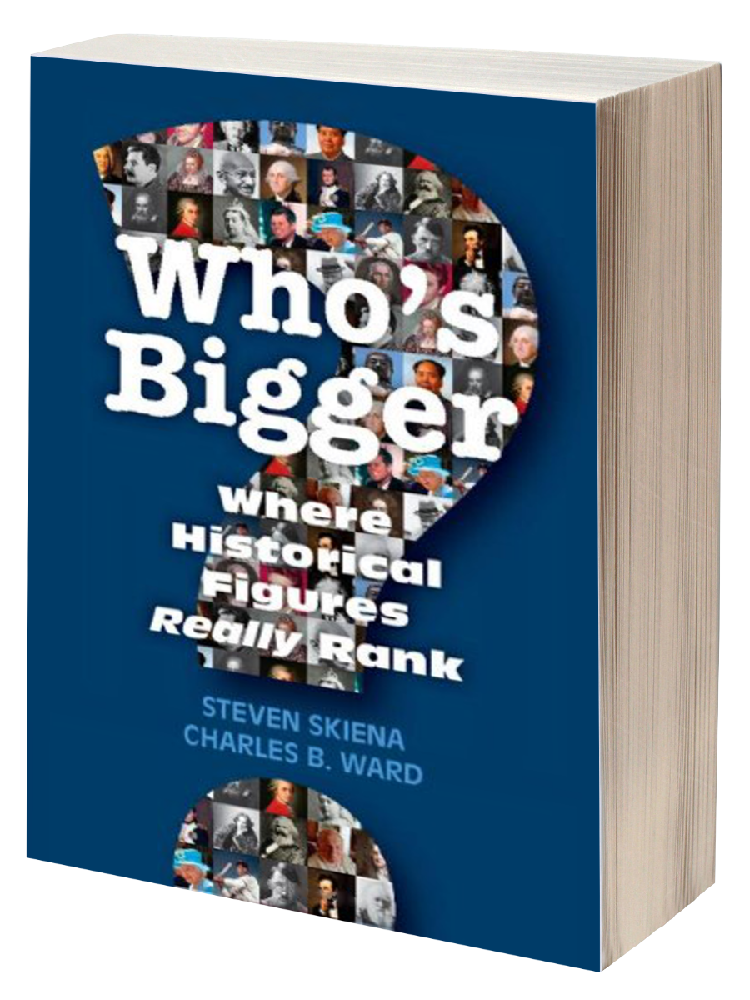 Who's
Bigger
Where
Historical
Figures
Really Rank
STEVEN SKIENA
CHARLES B. WARD